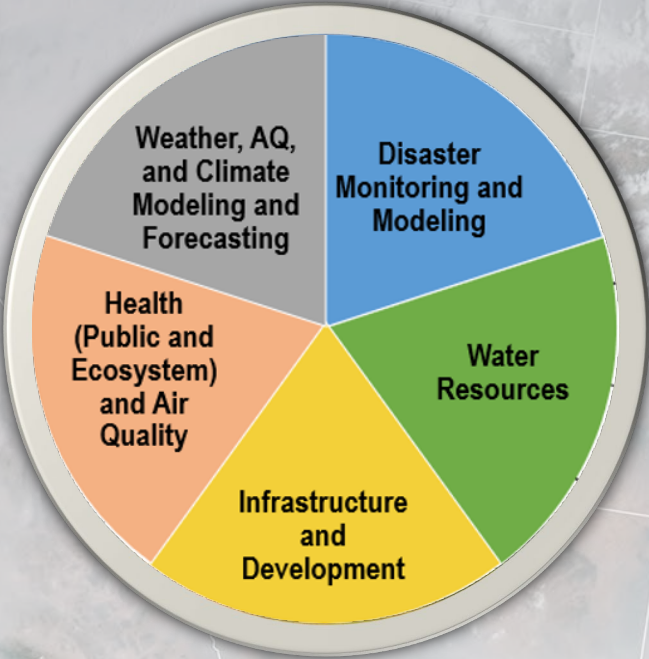 Weather, AQ,
and Climate
Modeling and
Forecasting
Disaster
Monitoring and
Modeling
Health
(Public and
Ecosystem)
and Air
Quality
Water
Resources
Infrastructure
and
Development